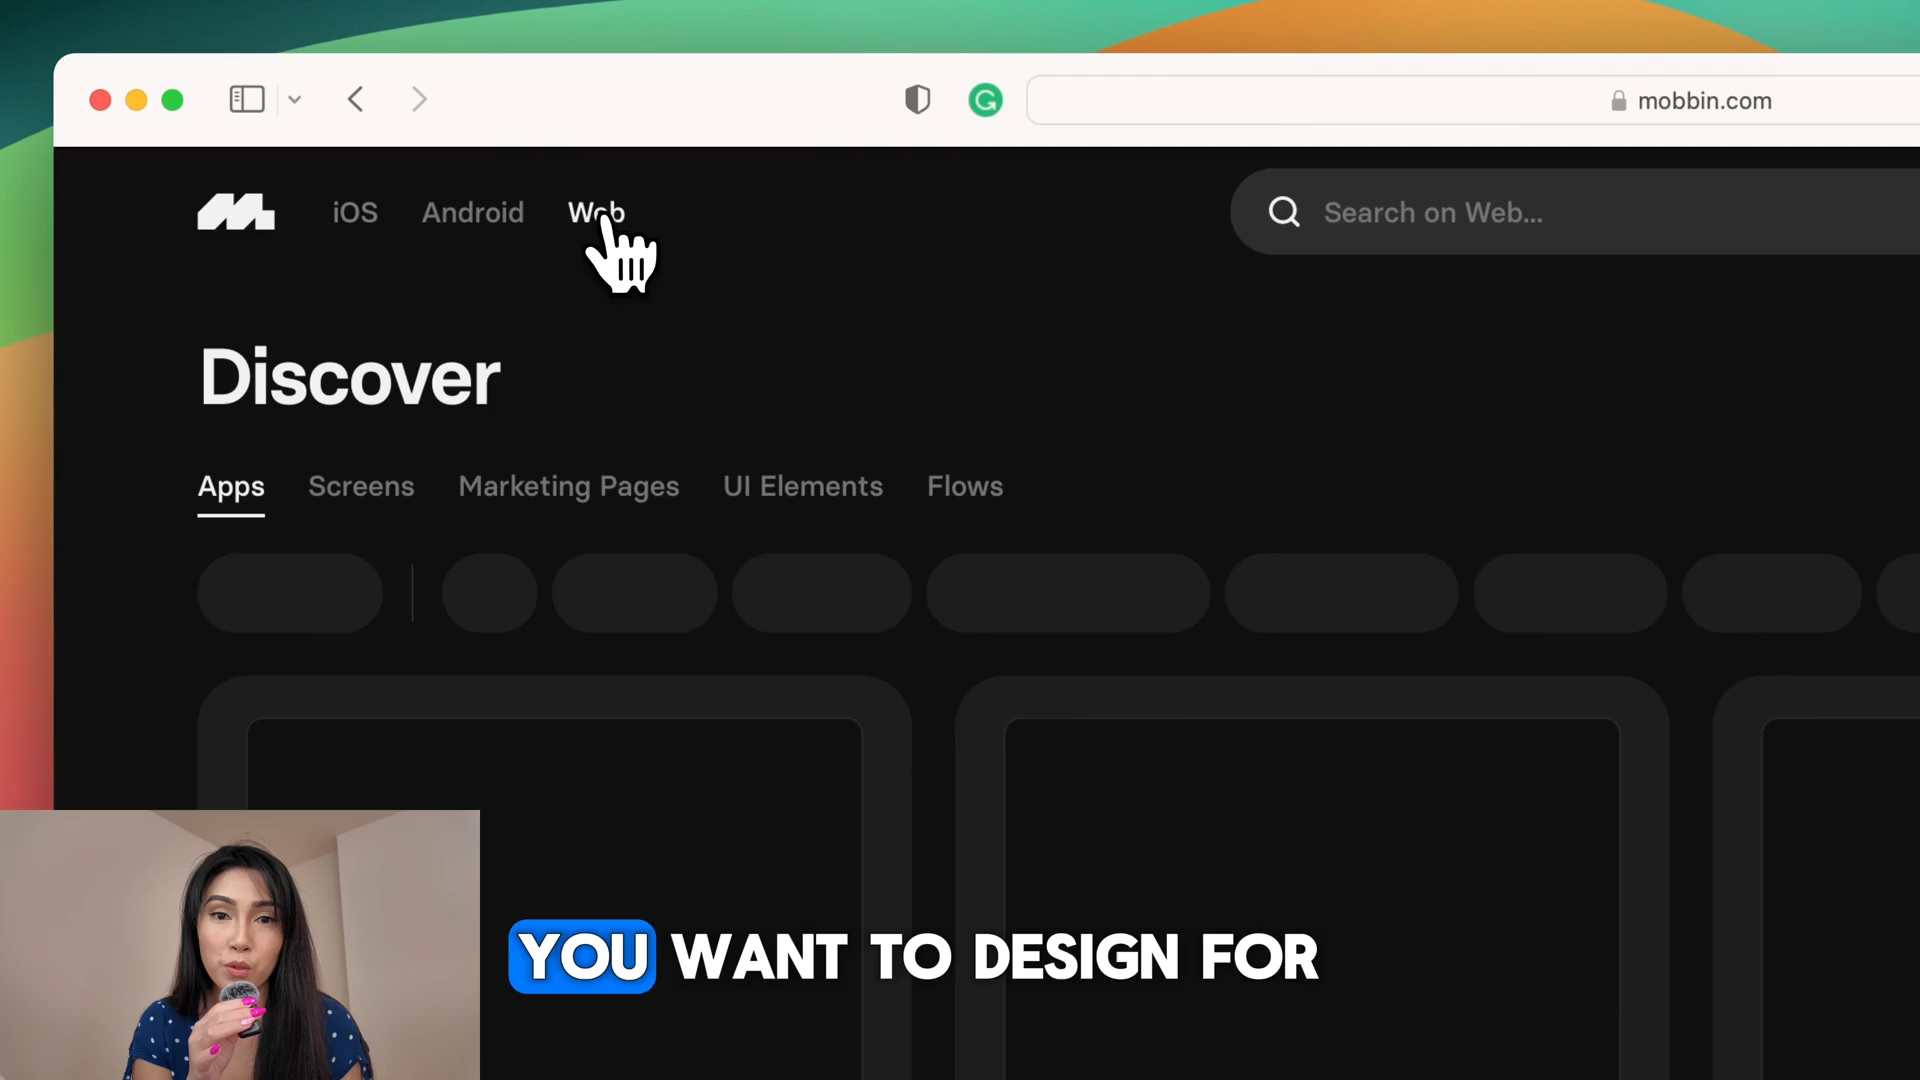 mobbin.com
iOS Android Web
Search on Web...
Discover
Apps Screens Marketing Pages UI Elements Flows
YOU WANT TO DESIGN FOR